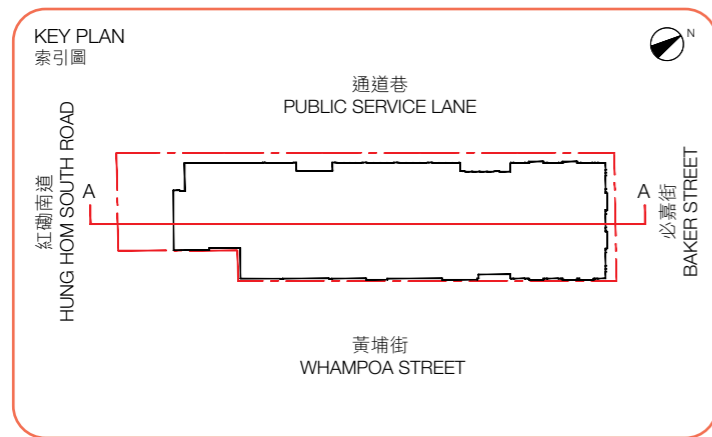 KEY PLAN
索引圖
N
通道巷
PUBLIC SERVICE LANE
紅磡南道
HUNG HOM SOUTH ROAD
A
A
必嘉街
BAKER STREET
黃埔街
WHAMPOA STREET